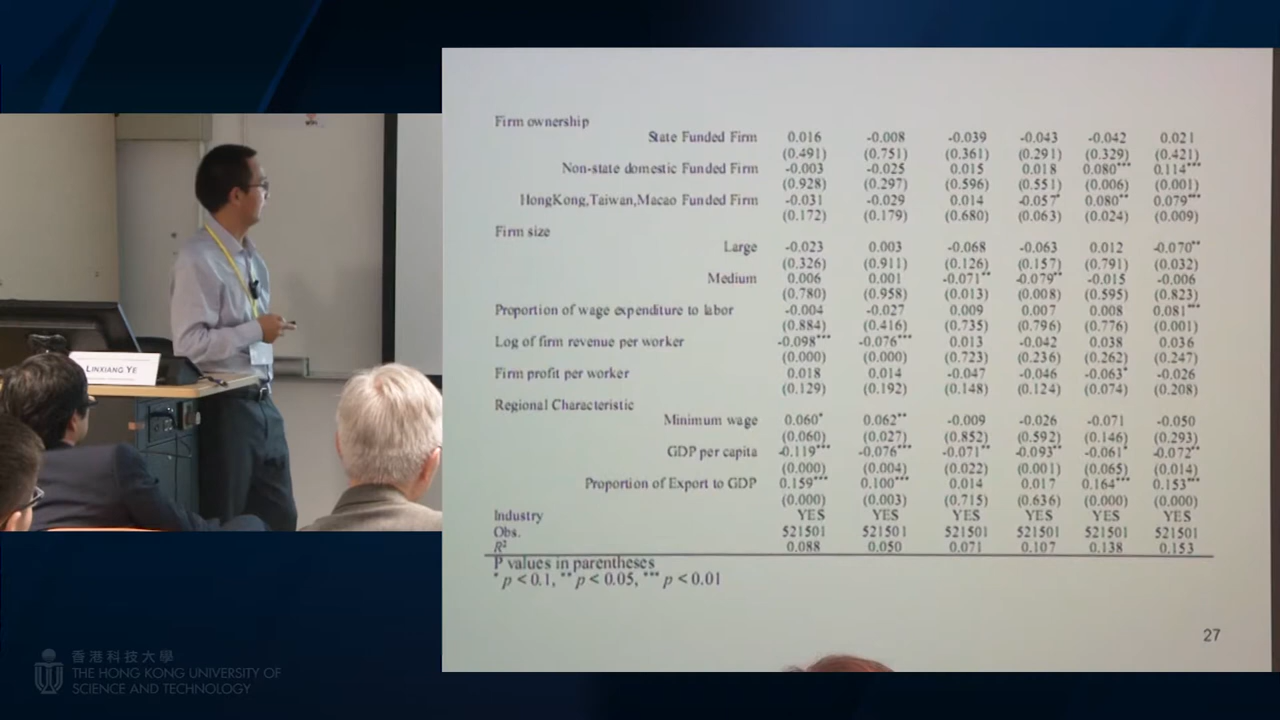 Firm ownership
State Funded Firm 0.016 -0.008 -0.039 -0.043 -0.042 0.021
(0.491) (0.751) (0.361) (0.291) (0.329) (0.421)
Non-state domestic Funded Firm -0.003 -0.025 0.015 0.018 0.080*** 0.114***
(0.928) (0.297) (0.596) (0.551) (0.006) (0.001)
HongKong,Taiwan,Macao Funded Firm -0.031 -0.029 0.014 -0.057* 0.080** 0.079***
(0.172) (0.179) (0.680) (0.063) (0.024) (0.009)
Firm size
Large -0.023 0.003 -0.068 -0.063 0.012 -0.070**
(0.326) (0.911) (0.126) (0.157) (0.791) (0.032)
Medium 0.006 0.001 -0.071** -0.079** -0.015 -0.006
(0.780) (0.958) (0.013) (0.008) (0.595) (0.823)
Proportion of wage expenditure to labor -0.004 -0.027 0.009 0.007 0.008 0.081***
(0.884) (0.416) (0.735) (0.796) (0.776) (0.001)
Log of firm revenue per worker -0.098*** -0.076*** 0.013 -0.042 0.038 0.036
(0.000) (0.000) (0.723) (0.236) (0.262) (0.247)
Firm profit per worker 0.018 0.014 -0.047 -0.046 -0.063* -0.026
(0.129) (0.192) (0.148) (0.124) (0.074) (0.208)
Regional Characteristic
Minimum wage 0.060* 0.062** -0.009 -0.026 -0.071 -0.050
(0.060) (0.027) (0.852) (0.592) (0.146) (0.293)
GDP per capita -0.119*** -0.076*** -0.071** -0.093** -0.061* -0.072**
(0.000) (0.004) (0.022) (0.001) (0.065) (0.014)
Proportion of Export to GDP 0.159*** 0.100*** 0.014 0.017 0.164*** 0.153***
(0.000) (0.003) (0.715) (0.636) (0.000) (0.000)
Industry YES YES YES YES YES YES
Obs. 521501 521501 521501 521501 521501 521501
R² 0.088 0.050 0.071 0.107 0.138 0.153
P values in parentheses
* p < 0.1, ** p < 0.05, *** p < 0.01
27
LINXIANG YE
香港科技大學
THE HONG KONG UNIVERSITY OF
SCIENCE AND TECHNOLOGY